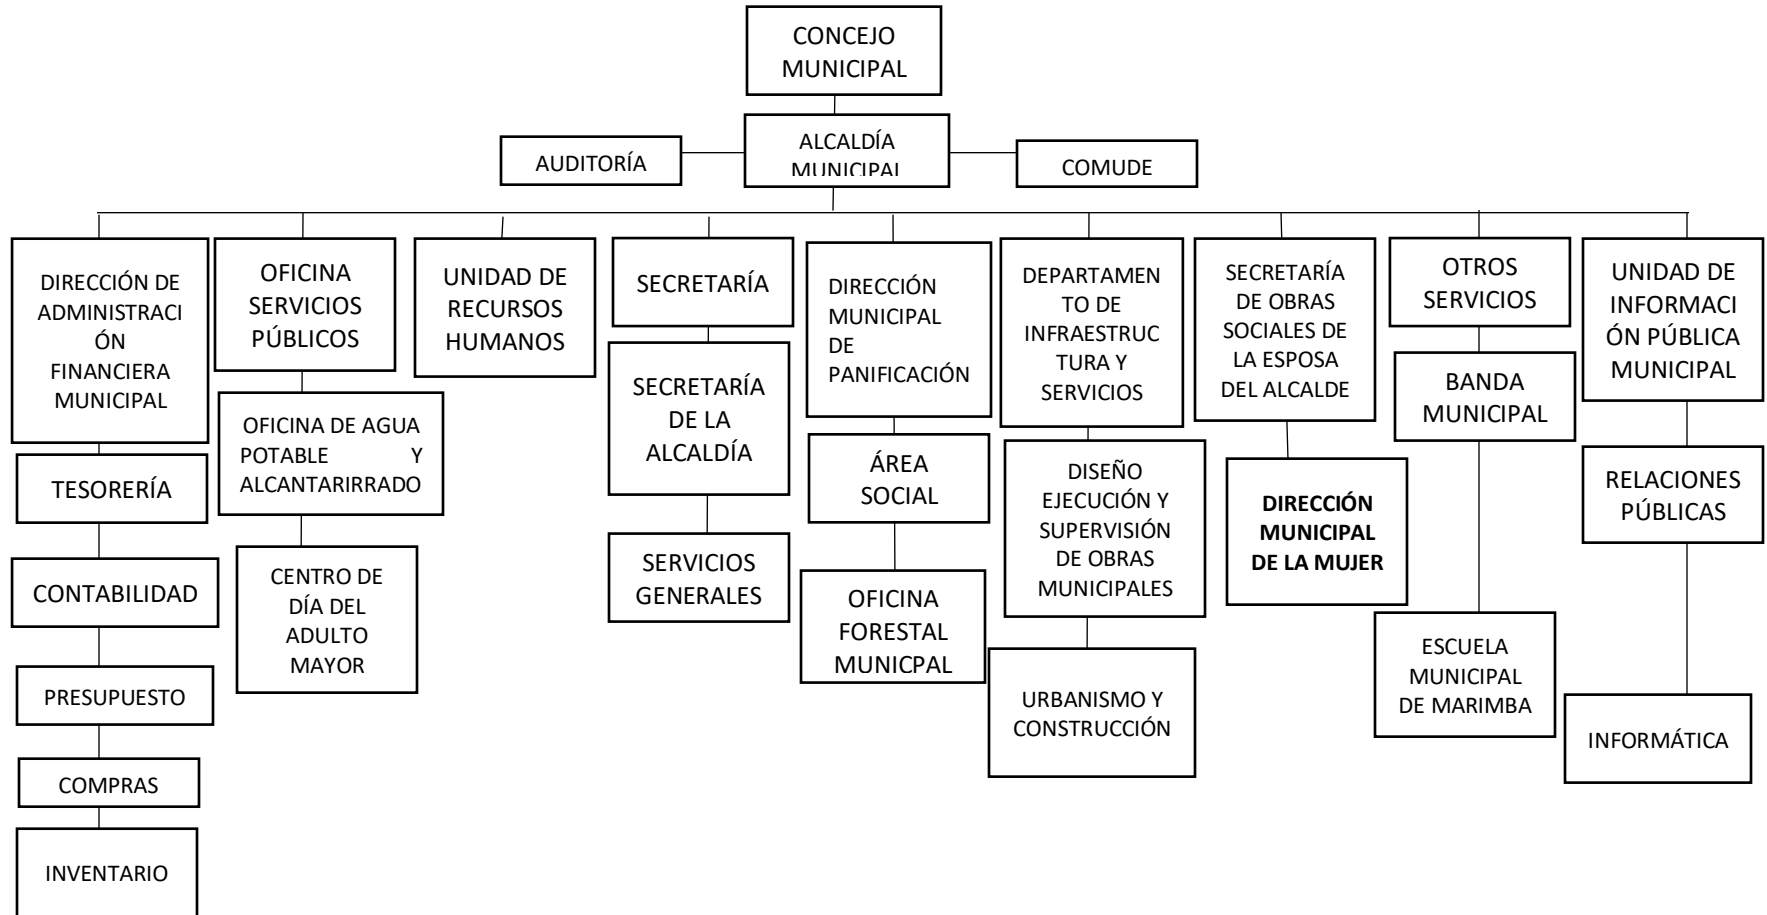 CONCEJO
MUNICIPAL
ALCALDÍA
MUNICIPAL
AUDITORÍA
COMUDE
DIRECCIÓN DE
ADMINISTRACI
ÓN
FINANCIERA
MUNICIPAL
TESORERÍA
CONTABILIDAD
PRESUPUESTO
COMPRAS
INVENTARIO
OFICINA
SERVICIOS
PÚBLICOS
OFICINA DE AGUA
POTABLE Y
ALCANTARIRRADO
CENTRO DE
DÍA DEL
ADULTO
MAYOR
UNIDAD DE
RECURSOS
HUMANOS
SECRETARÍA
SECRETARÍA
DE LA
ALCALDÍA
SERVICIOS
GENERALES
DIRECCIÓN
MUNICIPAL
DE
PANIFICACIÓN
ÁREA
SOCIAL
OFICINA
FORESTAL
MUNICPAL
DEPARTAMEN
TO DE
INFRAESTRUC
TURA Y
SERVICIOS
DISEÑO
EJECUCIÓN Y
SUPERVISIÓN
DE OBRAS
MUNICIPALES
URBANISMO Y
CONSTRUCCIÓN
SECRETARÍA
DE OBRAS
SOCIALES DE
LA ESPOSA
DEL ALCALDE
DIRECCIÓN
MUNICIPAL
DE LA MUJER
OTROS
SERVICIOS
BANDA
MUNICIPAL
ESCUELA
MUNICIPAL
DE MARIMBA
UNIDAD DE
INFORMACI
ÓN PÚBLICA
MUNICIPAL
RELACIONES
PÚBLICAS
INFORMÁTICA